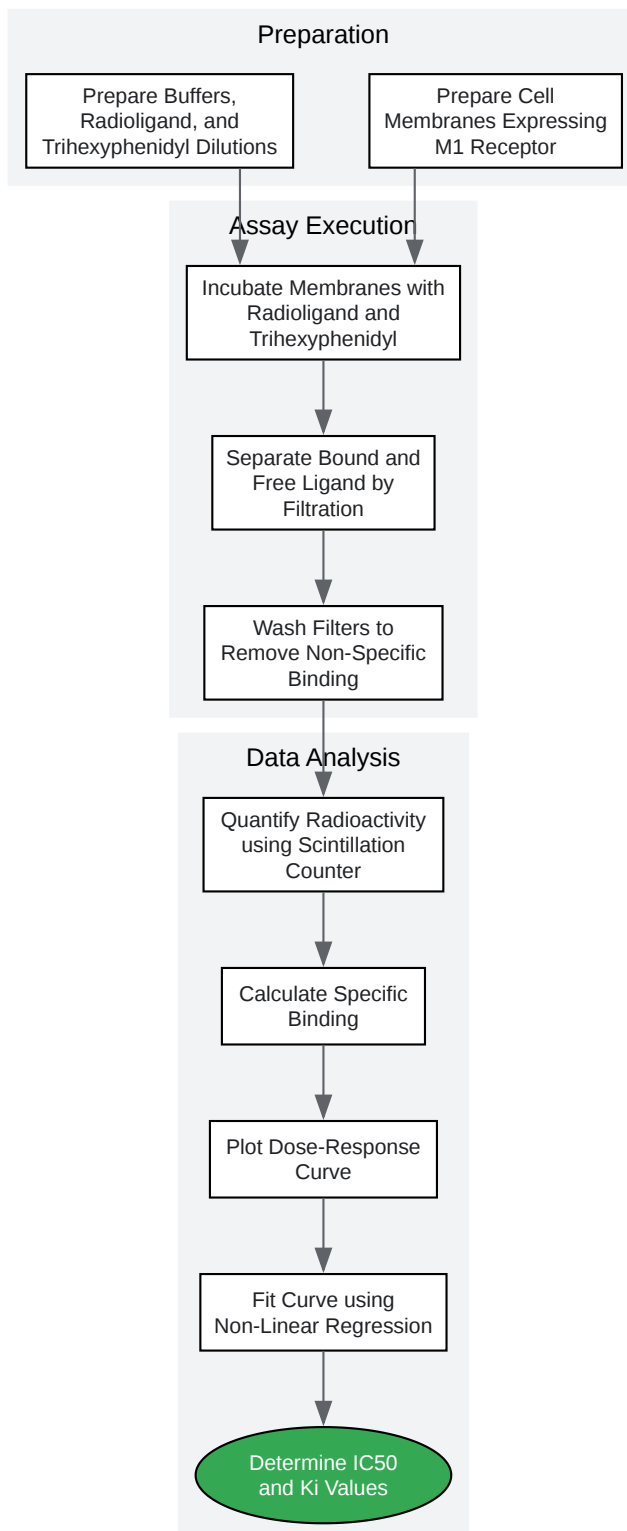 Preparation
Prepare Buffers,
Radioligand, and
Trihexyphenidyl Dilutions
Prepare Cell
Membranes Expressing
M1 Receptor
Assay Execution
Incubate Membranes with
Radioligand and
Trihexyphenidyl
Separate Bound and
Free Ligand by
Filtration
Wash Filters to
Remove Non-Specific
Binding
Data Analysis
Quantify Radioactivity
using Scintillation
Counter
Calculate Specific
Binding
Plot Dose-Response
Curve
Fit Curve using
Non-Linear Regression
Determine IC50
and Ki Values